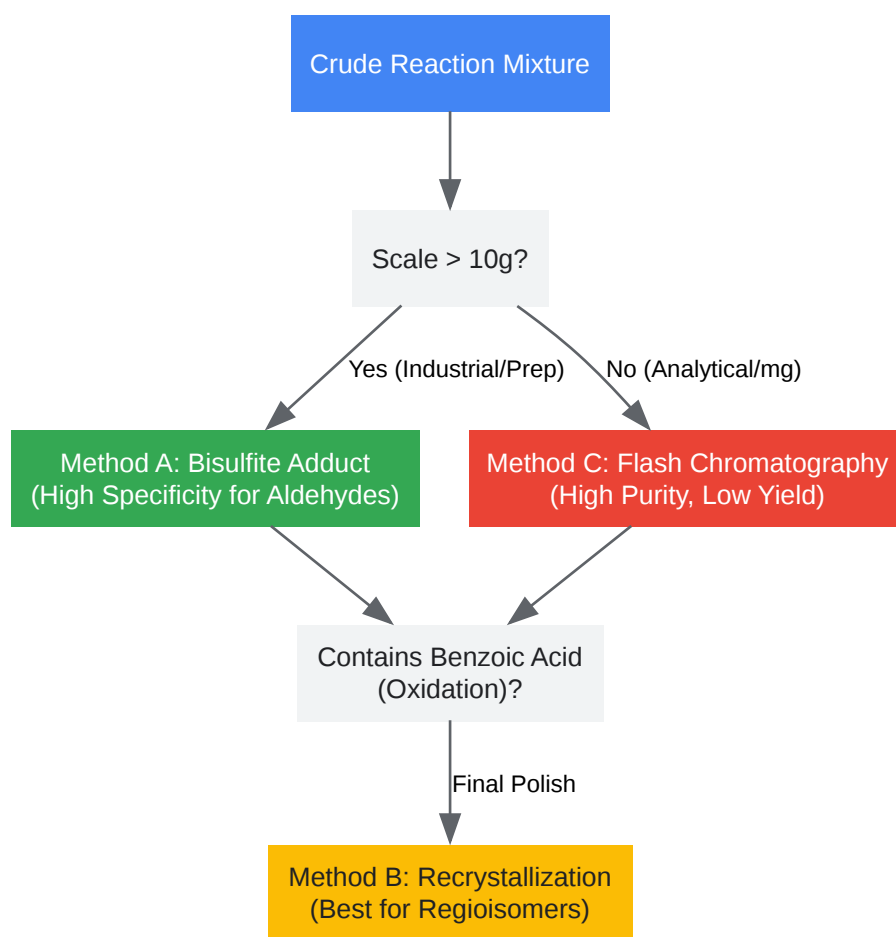 Crude Reaction Mixture
Scale > 10g?
Yes (Industrial/Prep)
No (Analytical/mg)
Method A: Bisulfite Adduct
(High Specificity for Aldehydes)
Method C: Flash Chromatography
(High Purity, Low Yield)
Contains Benzoic Acid
(Oxidation)?
Final Polish
Method B: Recrystallization
(Best for Regioisomers)